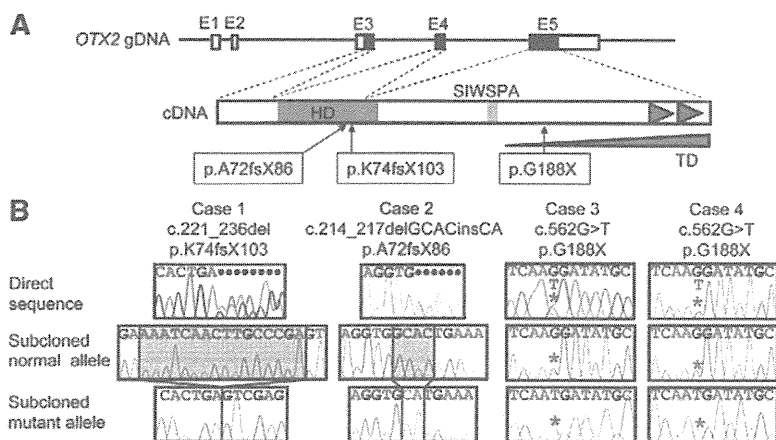 A
E1 E2 E3 E4 E5
OTX2 gDNA
SIWSPA
cDNA
HD
TD
p.A72fsX86
p.K74fsX103
p.G188X
B
Case 1
c.221_236del
p.K74fsX103
Case 2
c.214_217delGCACinsCA
p.A72fsX86
Case 3
c.562G>T
p.G188X
Case 4
c.562G>T
p.G188X
Direct
sequence
CACTGA••••••••
AGGTG••••••
TCAAGGATATGC
T
*
TCAAGGATATGC
T
*
Subcloned
normal allele
GAAAATCAACTTGCCCGAGT
AGGTGGCACTGAAA
TCAAGGATATGC
*
TCAAGGATATGC
*
Subcloned
mutant allele
CACTGAGTCGAG
AGGTGCATGAAA
TCAATGATATGC
*
TCAATGATATGC
*